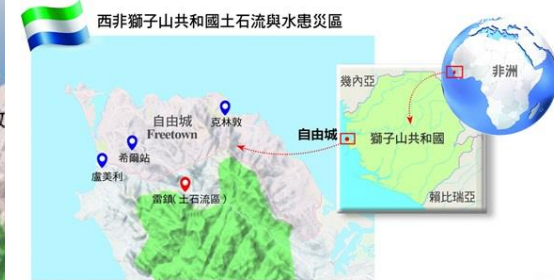 西非獅子山共和國土石流與水患災區
非洲
幾內亞
自由城
Freetown
克林敦
自由城
獅子山共和國
希爾站
盧美利
雷鎮(土石流區)
賴比瑞亞